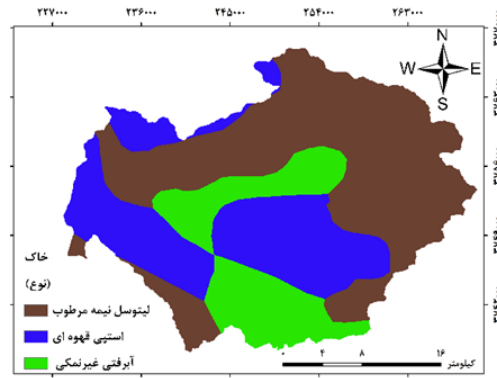 ۲۲۷۰۰۰ ۲۳۶۰۰۰ ۲۴۵۰۰۰ ۲۵۴۰۰۰ ۲۶۳۰۰۰
N
W E
S
خاک
(نوع)
لیتوسل نیمه مرطوب
استپی قهوه ای
آبرفتی غیرنمکی
۰ ۴ ۸ ۱۶
کیلومتر